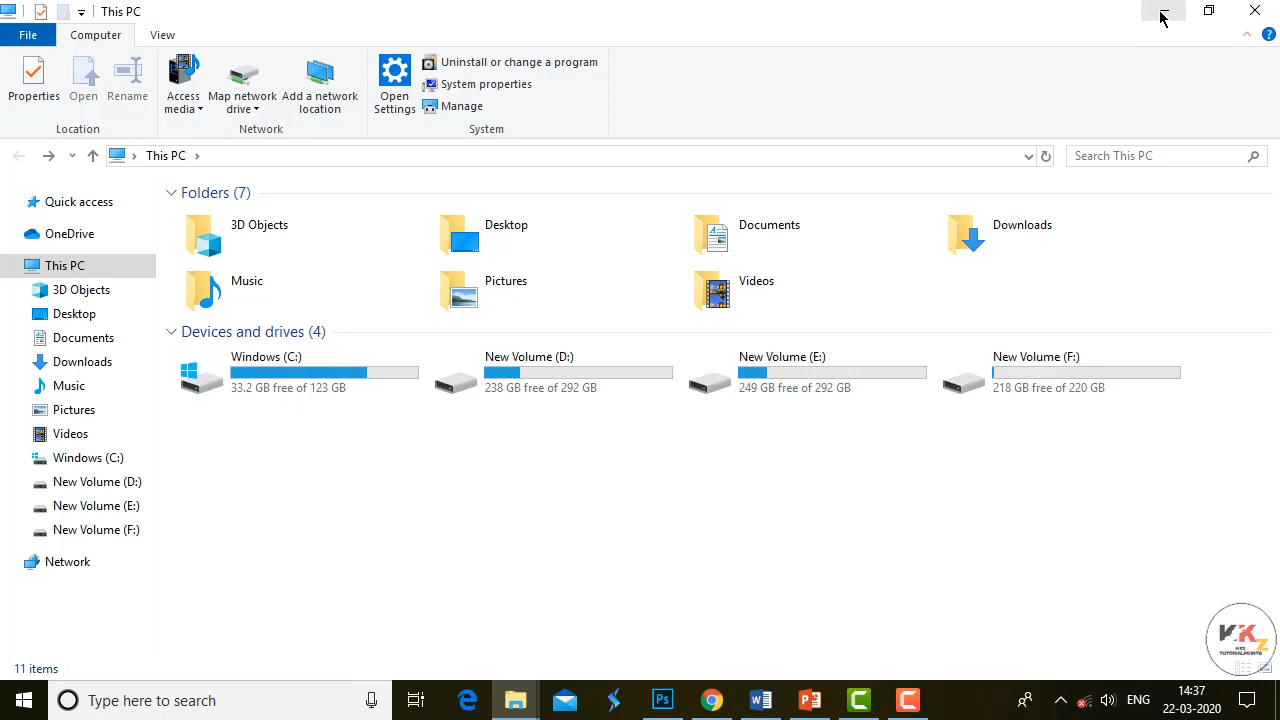 This PC
File
Computer
View
Properties
Open
Rename
Access media
Map network drive
Add a network location
Open Settings
Uninstall or change a program
System properties
Manage
Location
Network
System
This PC
Search This PC
Quick access
OneDrive
This PC
3D Objects
Desktop
Documents
Downloads
Music
Pictures
Videos
Windows (C:)
New Volume (D:)
New Volume (E:)
New Volume (F:)
Network
Folders (7)
3D Objects
Desktop
Documents
Downloads
Music
Pictures
Videos
Devices and drives (4)
Windows (C:)
33.2 GB free of 123 GB
New Volume (D:)
238 GB free of 292 GB
New Volume (E:)
249 GB free of 292 GB
New Volume (F:)
218 GB free of 220 GB
11 items
TUTORIALPOINTS
Type here to search
Ps
ENG
14:37
22-03-2020